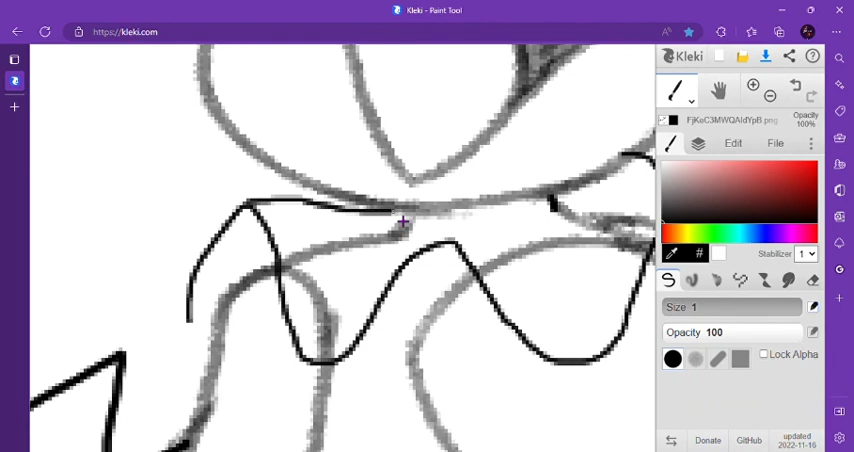 Kleki - Paint Tool
https://kleki.com
Kleki
FjKeC3MWQAIdYpB.png
Opacity
100%
Edit
File
#
Stabilizer 1
Size 1
Opacity 100
Lock Alpha
Donate
GitHub
updated
2022-11-16